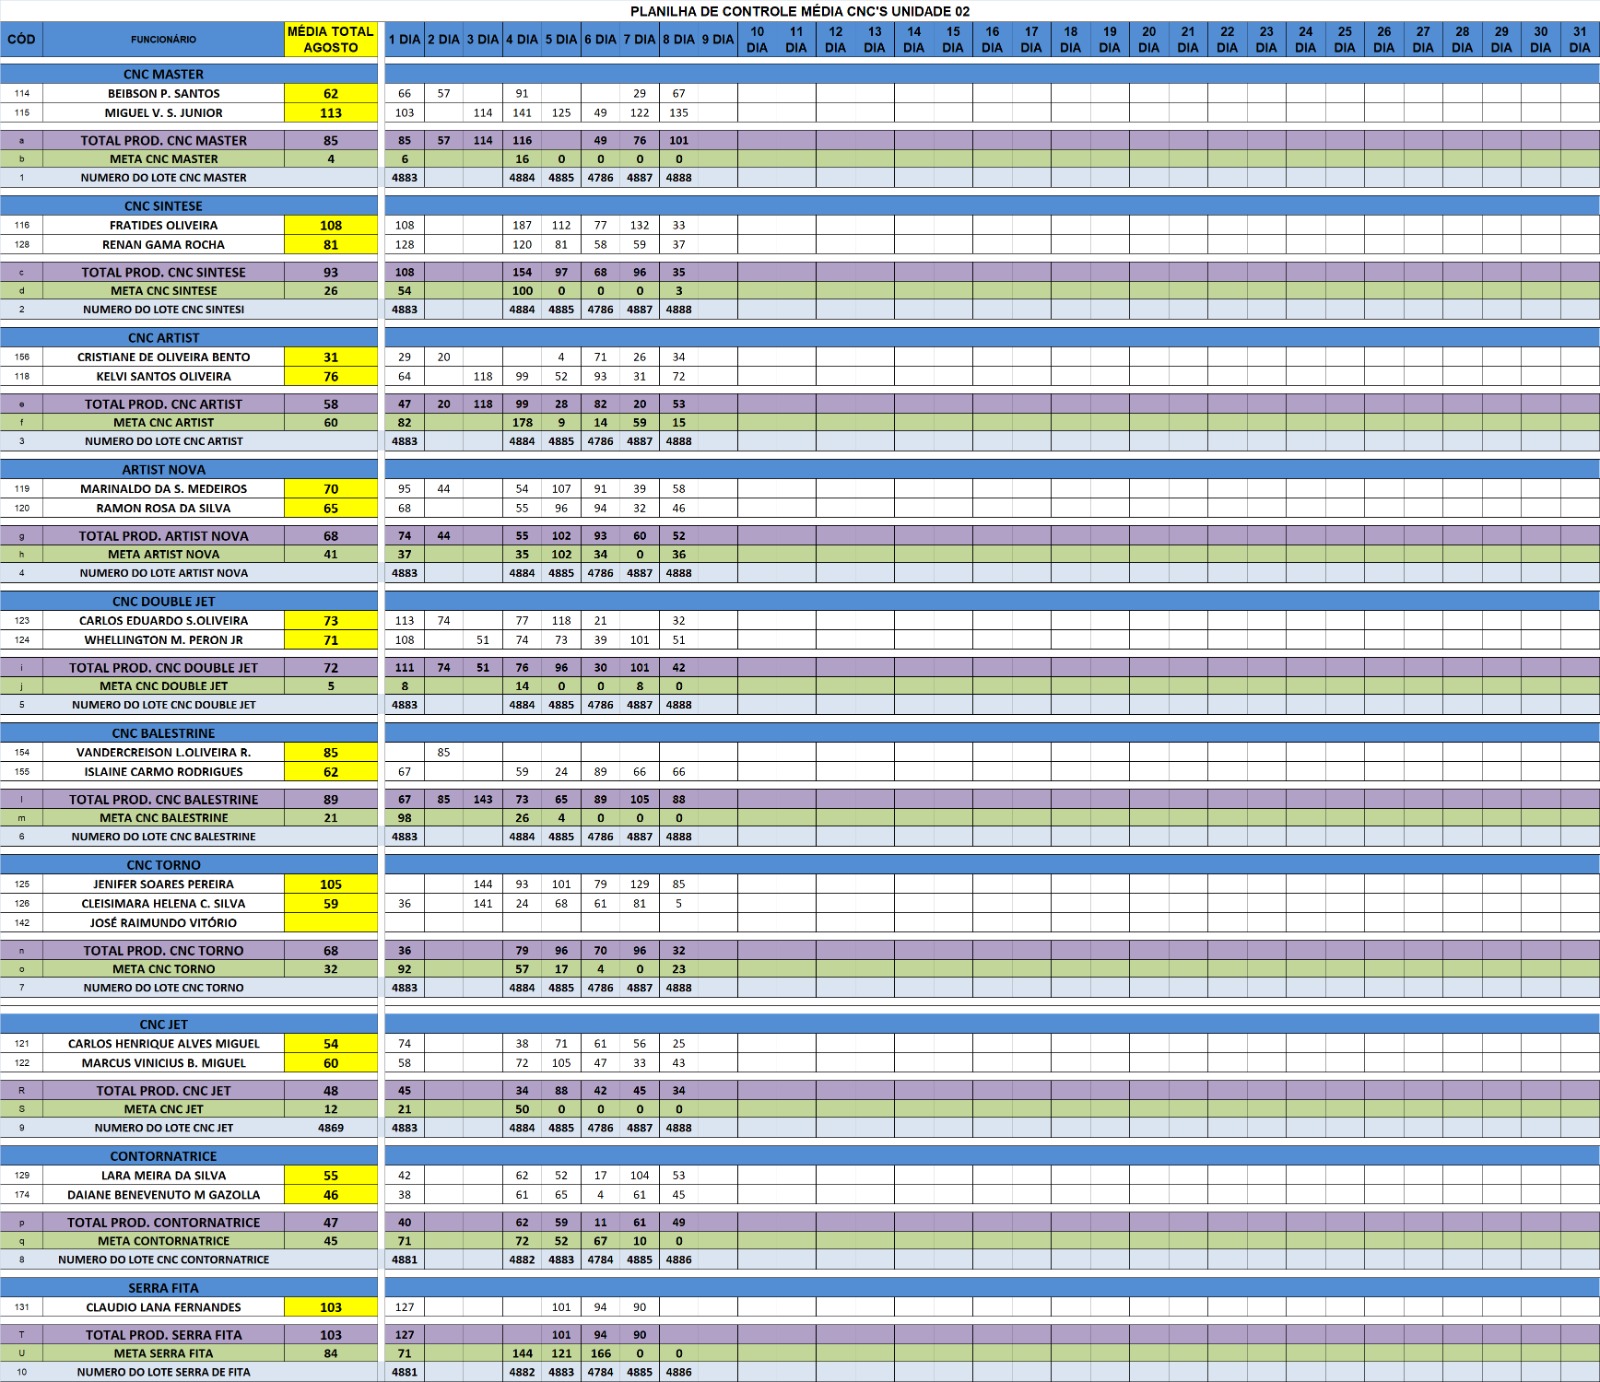 PLANILHA DE CONTROLE MÉDIA CNC'S UNIDADE 02
CÓD FUNCIONÁRIO MÉDIA TOTAL AGOSTO 1 DIA 2 DIA 3 DIA 4 DIA 5 DIA 6 DIA 7 DIA 8 DIA 9 DIA 10 DIA 11 DIA 12 DIA 13 DIA 14 DIA 15 DIA 16 DIA 17 DIA 18 DIA 19 DIA 20 DIA 21 DIA 22 DIA 23 DIA 24 DIA 25 DIA 26 DIA 27 DIA 28 DIA 29 DIA 30 DIA 31 DIA
CNC MASTER
114 BEIBSON P. SANTOS 62 66 57 91 29 67
115 MIGUEL V. S. JUNIOR 113 103 114 141 125 49 122 135
a TOTAL PROD. CNC MASTER 85 85 57 114 116 49 76 101
b META CNC MASTER 4 6 16 0 0 0 0
1 NUMERO DO LOTE CNC MASTER 4883 4884 4885 4786 4887 4888
CNC SINTESE
116 FRATIDES OLIVEIRA 108 108 187 112 77 132 33
128 RENAN GAMA ROCHA 81 128 120 81 58 59 37
c TOTAL PROD. CNC SINTESE 93 108 154 97 68 96 35
d META CNC SINTESE 26 54 100 0 0 0 3
2 NUMERO DO LOTE CNC SINTESI 4883 4884 4885 4786 4887 4888
CNC ARTIST
156 CRISTIANE DE OLIVEIRA BENTO 31 29 20 4 71 26 34
118 KELVI SANTOS OLIVEIRA 76 64 118 99 52 93 31 72
e TOTAL PROD. CNC ARTIST 58 47 20 118 99 28 82 20 53
f META CNC ARTIST 60 82 178 9 14 59 15
3 NUMERO DO LOTE CNC ARTIST 4883 4884 4885 4786 4887 4888
ARTIST NOVA
119 MARINALDO DA S. MEDEIROS 70 95 44 54 107 91 39 58
120 RAMON ROSA DA SILVA 65 68 55 96 94 32 46
g TOTAL PROD. ARTIST NOVA 68 74 44 55 102 93 60 52
h META ARTIST NOVA 41 37 35 102 34 0 36
4 NUMERO DO LOTE ARTIST NOVA 4883 4884 4885 4786 4887 4888
CNC DOUBLE JET
123 CARLOS EDUARDO S.OLIVEIRA 73 113 74 77 118 21 32
124 WHELLINGTON M. PERON JR 71 108 51 74 73 39 101 51
i TOTAL PROD. CNC DOUBLE JET 72 111 74 51 76 96 30 101 42
j META CNC DOUBLE JET 5 8 14 0 0 8 0
5 NUMERO DO LOTE CNC DOUBLE JET 4883 4884 4885 4786 4887 4888
CNC BALESTRINE
154 VANDERCREISON L.OLIVEIRA R. 85 85
155 ISLAINE CARMO RODRIGUES 62 67 59 24 89 66 66
l TOTAL PROD. CNC BALESTRINE 89 67 85 143 73 65 89 105 88
m META CNC BALESTRINE 21 98 26 4 0 0 0
6 NUMERO DO LOTE CNC BALESTRINE 4883 4884 4885 4786 4887 4888
CNC TORNO
125 JENIFER SOARES PEREIRA 105 144 93 101 79 129 85
126 CLEISIMARA HELENA C. SILVA 59 36 141 24 68 61 81 5
142 JOSÉ RAIMUNDO VITÓRIO
n TOTAL PROD. CNC TORNO 68 36 79 96 70 96 32
o META CNC TORNO 32 92 57 17 4 0 23
7 NUMERO DO LOTE CNC TORNO 4883 4884 4885 4786 4887 4888
CNC JET
121 CARLOS HENRIQUE ALVES MIGUEL 54 74 38 71 61 56 25
122 MARCUS VINICIUS B. MIGUEL 60 58 72 105 47 33 43
R TOTAL PROD. CNC JET 48 45 34 88 42 45 34
S META CNC JET 12 21 50 0 0 0 0
9 NUMERO DO LOTE CNC JET 4869 4883 4884 4885 4786 4887 4888
CONTORNATRICE
129 LARA MEIRA DA SILVA 55 42 62 52 17 104 53
174 DAIANE BENEVENUTO M GAZOLLA 46 38 61 65 4 61 45
p TOTAL PROD. CONTORNATRICE 47 40 62 59 11 61 49
q META CONTORNATRICE 45 71 72 52 67 10 0
8 NUMERO DO LOTE CNC CONTORNATRICE 4881 4882 4883 4784 4885 4886
SERRA FITA
131 CLAUDIO LANA FERNANDES 103 127 101 94 90
T TOTAL PROD. SERRA FITA 103 127 101 94 90
U META SERRA FITA 84 71 144 121 166 0 0
10 NUMERO DO LOTE SERRA DE FITA 4881 4882 4883 4784 4885 4886